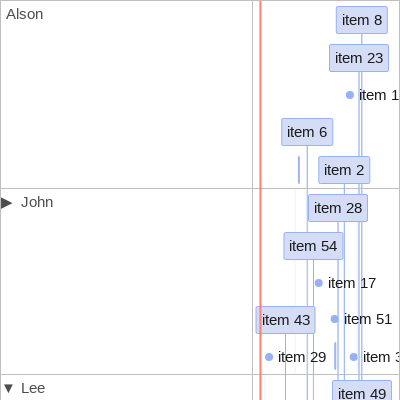 Alson
item 8
item 23
item 1
item 6
item 2
▶ John
item 28
item 54
item 17
item 43
item 51
item 29
item 3
▼ Lee
item 49